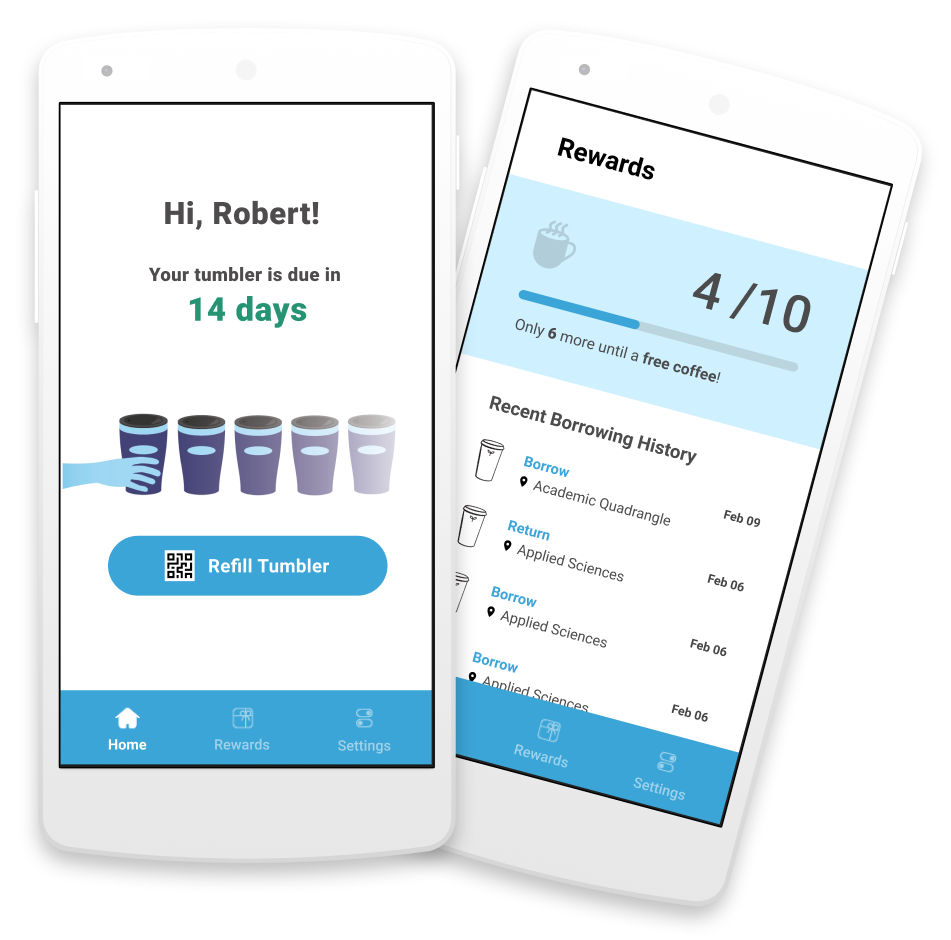 Hi, Robert!
Your tumbler is due in
14 days
Refill Tumbler
Home
Rewards
Settings
Rewards
4 /10
Only 6 more until a free coffee!
Recent Borrowing History
Borrow
Academic Quadrangle
Feb 09
Return
Applied Sciences
Feb 06
Borrow
Applied Sciences
Feb 06
Borrow
Applied Sciences
Feb 06
Rewards
Settings